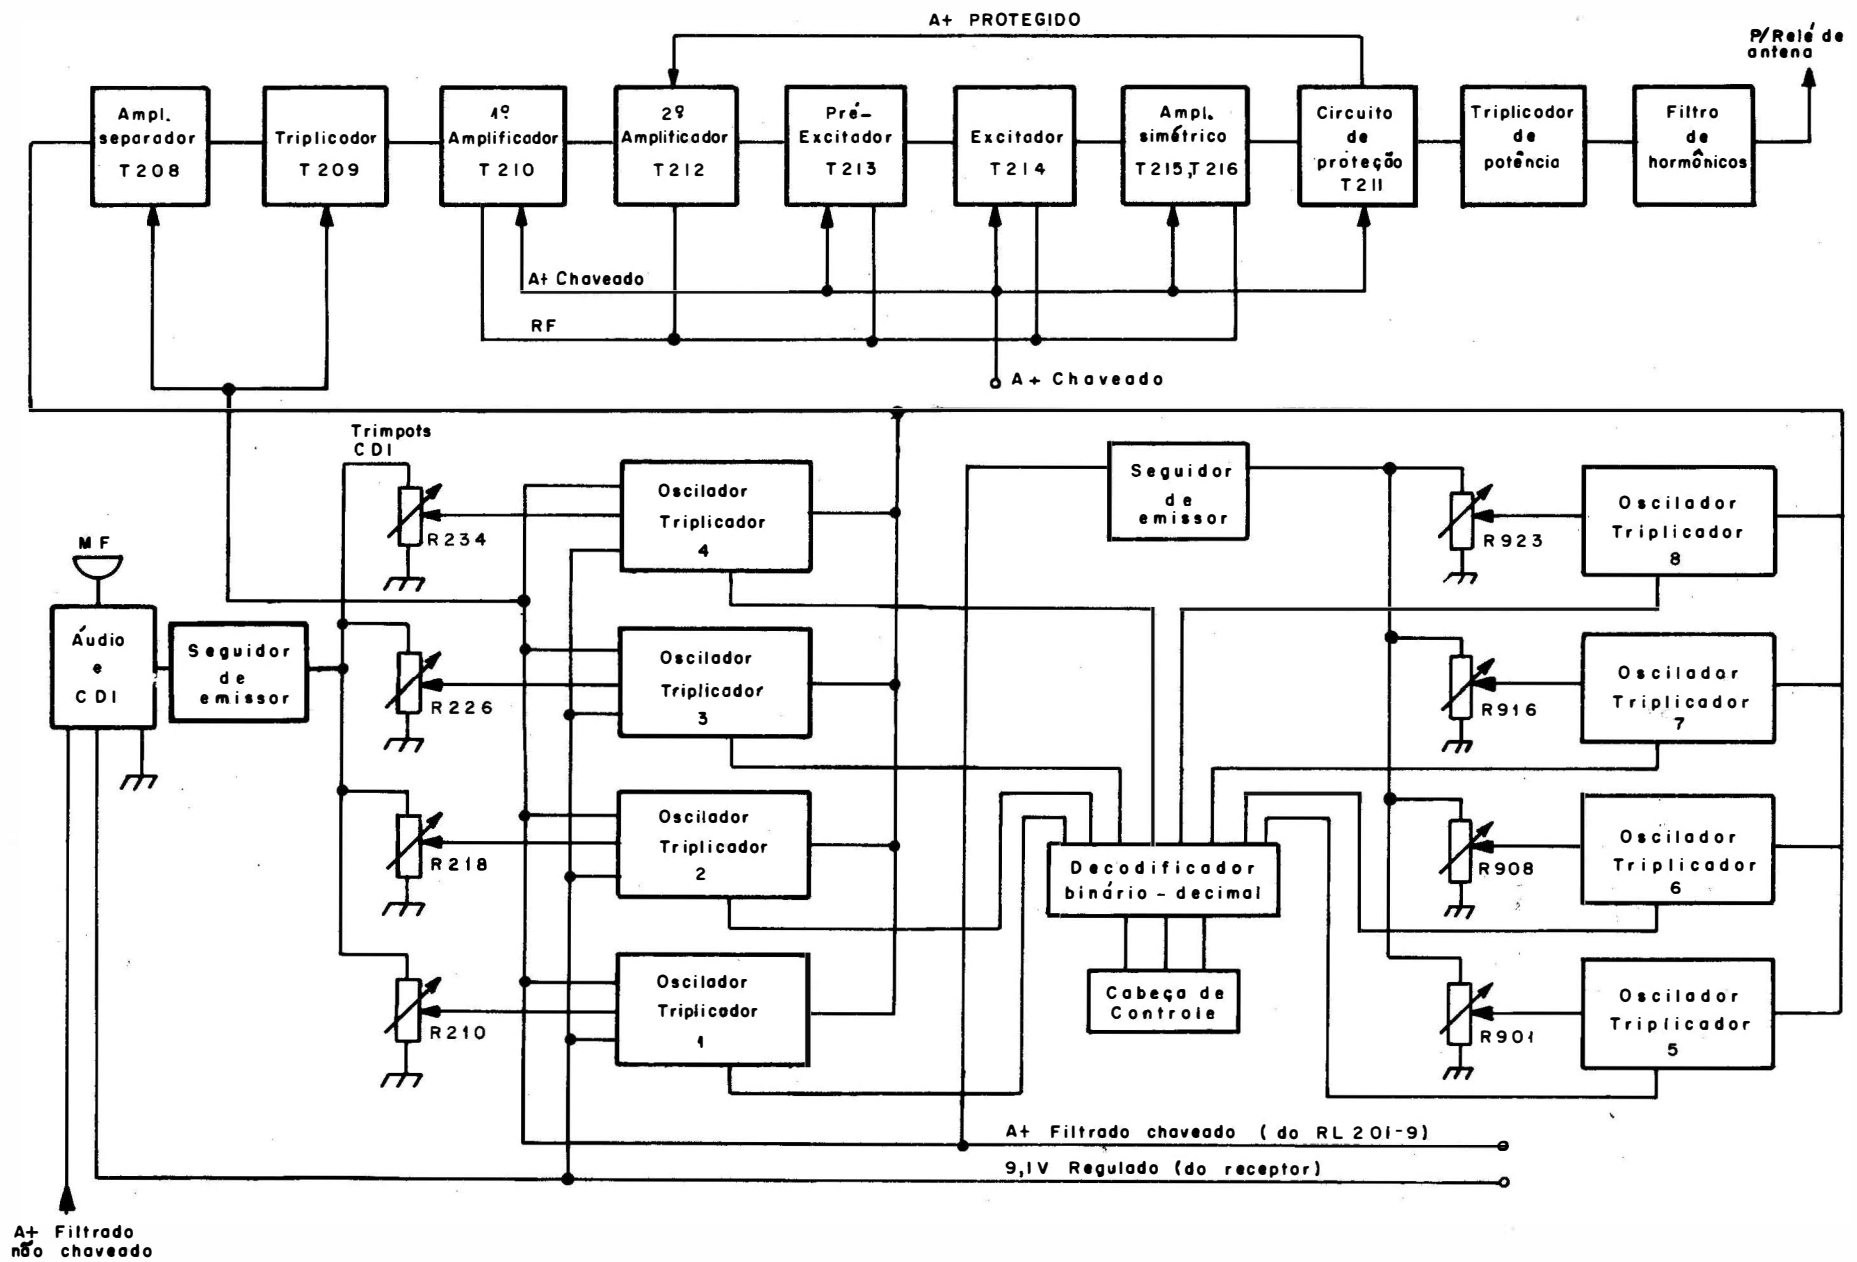 A+ PROTEGIDO
P/Relé de
antena
Ampl.
separador
T208
Triplicador
T209
1º
Amplificador
T210
2º
Amplificador
T212
Pré-
Excitador
T213
Excitador
T214
Ampl.
simétrico
T215,T216
Circuito
de
proteção
T211
Triplicador
de
potência
Filtro
de
hormônicos
A+ Chaveado
RF
A+ Chaveado
Trimpots
CDI
R234
R226
R218
R210
MF
Áudio
e
CDI
Seguidor
de
emissor
Oscilador
Triplicador
4
Oscilador
Triplicador
3
Oscilador
Triplicador
2
Oscilador
Triplicador
1
Seguidor
de
emissor
Decodificador
binário - decimal
Cabeça de
Controle
R923
R916
R908
R901
Oscilador
Triplicador
8
Oscilador
Triplicador
7
Oscilador
Triplicador
6
Oscilador
Triplicador
5
A+ Filtrado chaveado (do RL201-9)
9,1V Regulado (do receptor)
A+ Filtrado
não chaveado